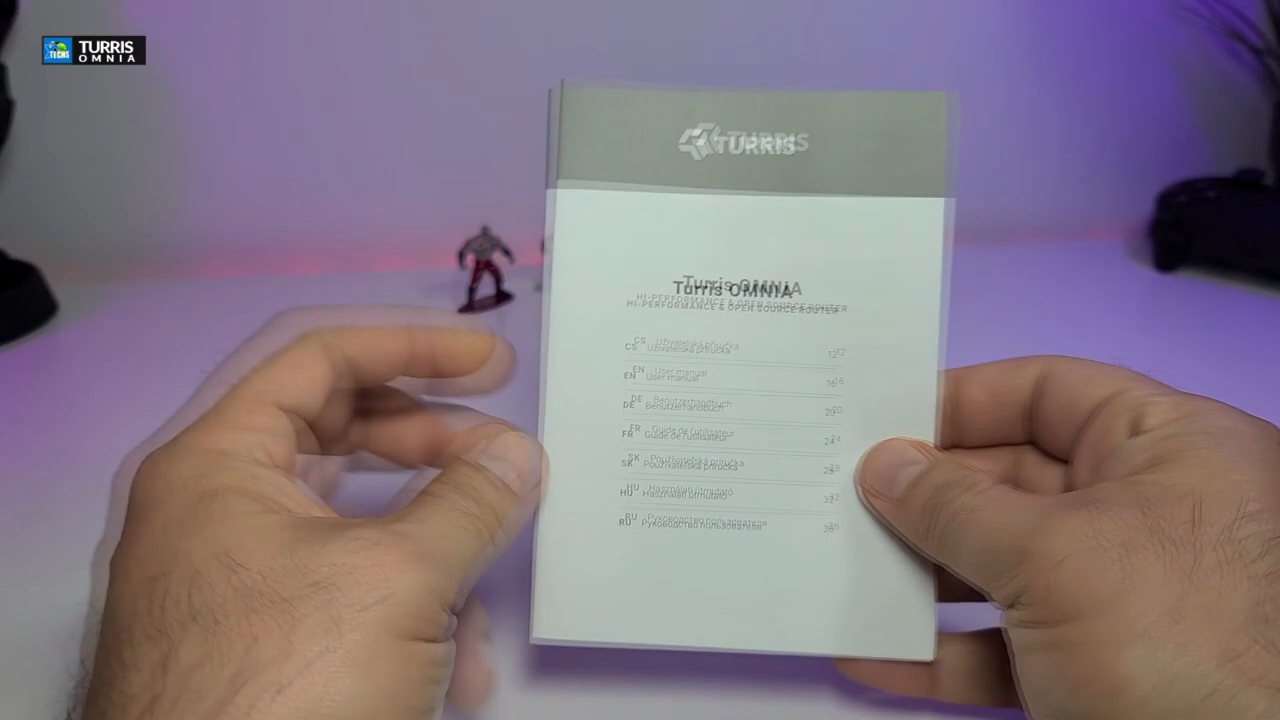 TECHS
TURRIS
OMNIA
TURRIS
Turris OMNIA
HI-PERFORMANCE & OPEN SOURCE ROUTER
CS Uživatelská příručka 12
EN User manual 16
DE Benutzerhandbuch 20
FR Guide de l'utilisateur 24
SK Používateľská príručka 28
HU Használati útmutató 32
RU Руководство пользователя 36